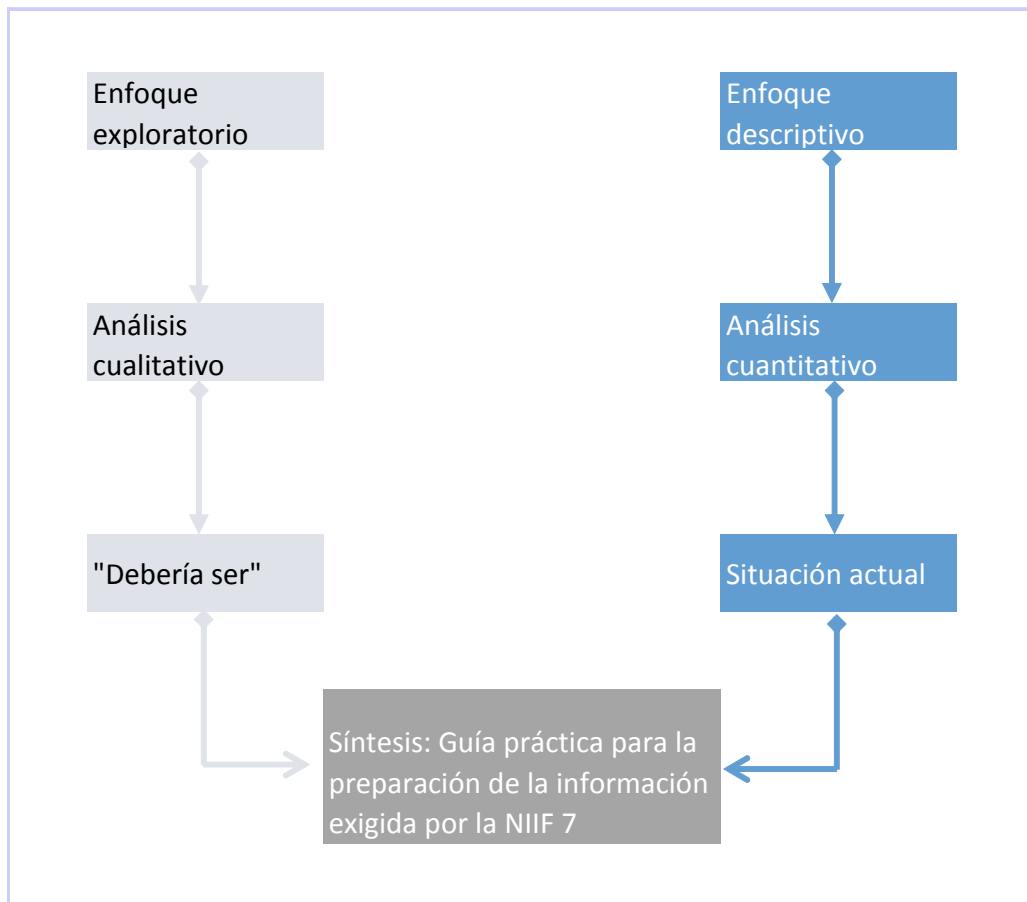 Enfoque
exploratorio
Enfoque
descriptivo
Análisis
cualitativo
Análisis
cuantitativo
"Debería ser"
Situación actual
Síntesis: Guía práctica para la
preparación de la información
exigida por la NIIF 7